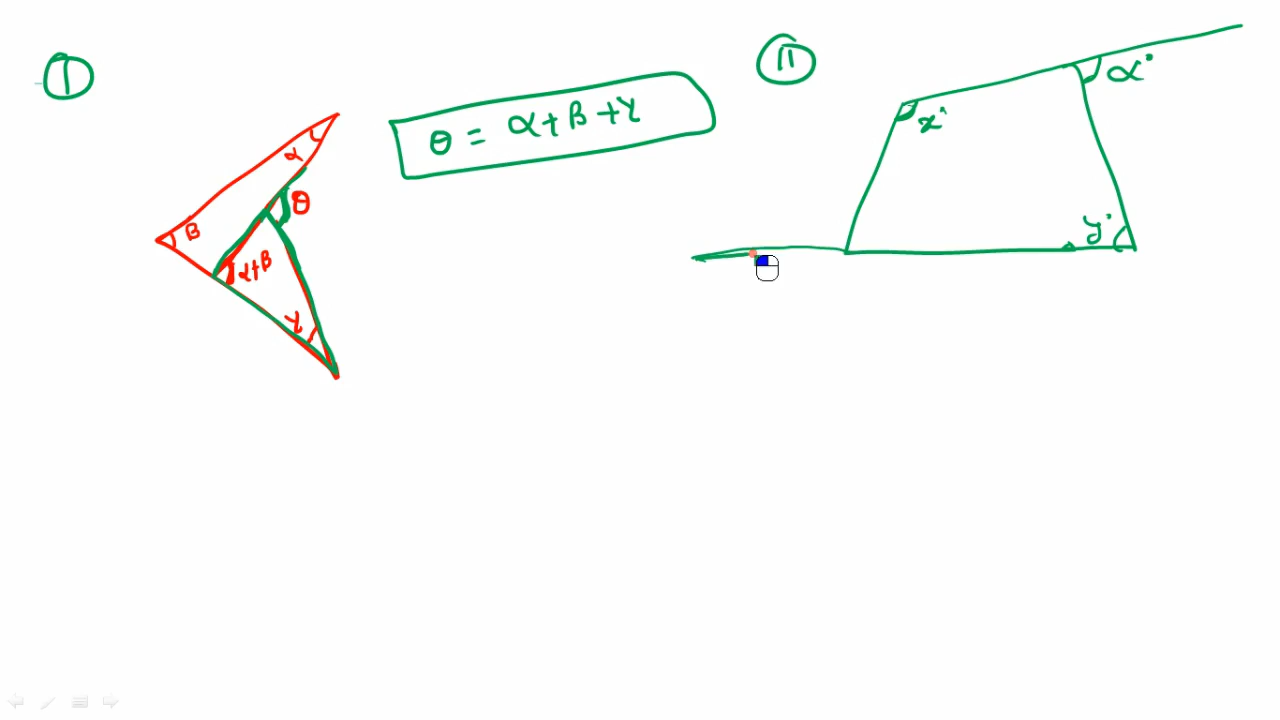 I
θ = α + β + γ
α
β
θ
α+β
γ
II
α°
x°
y°